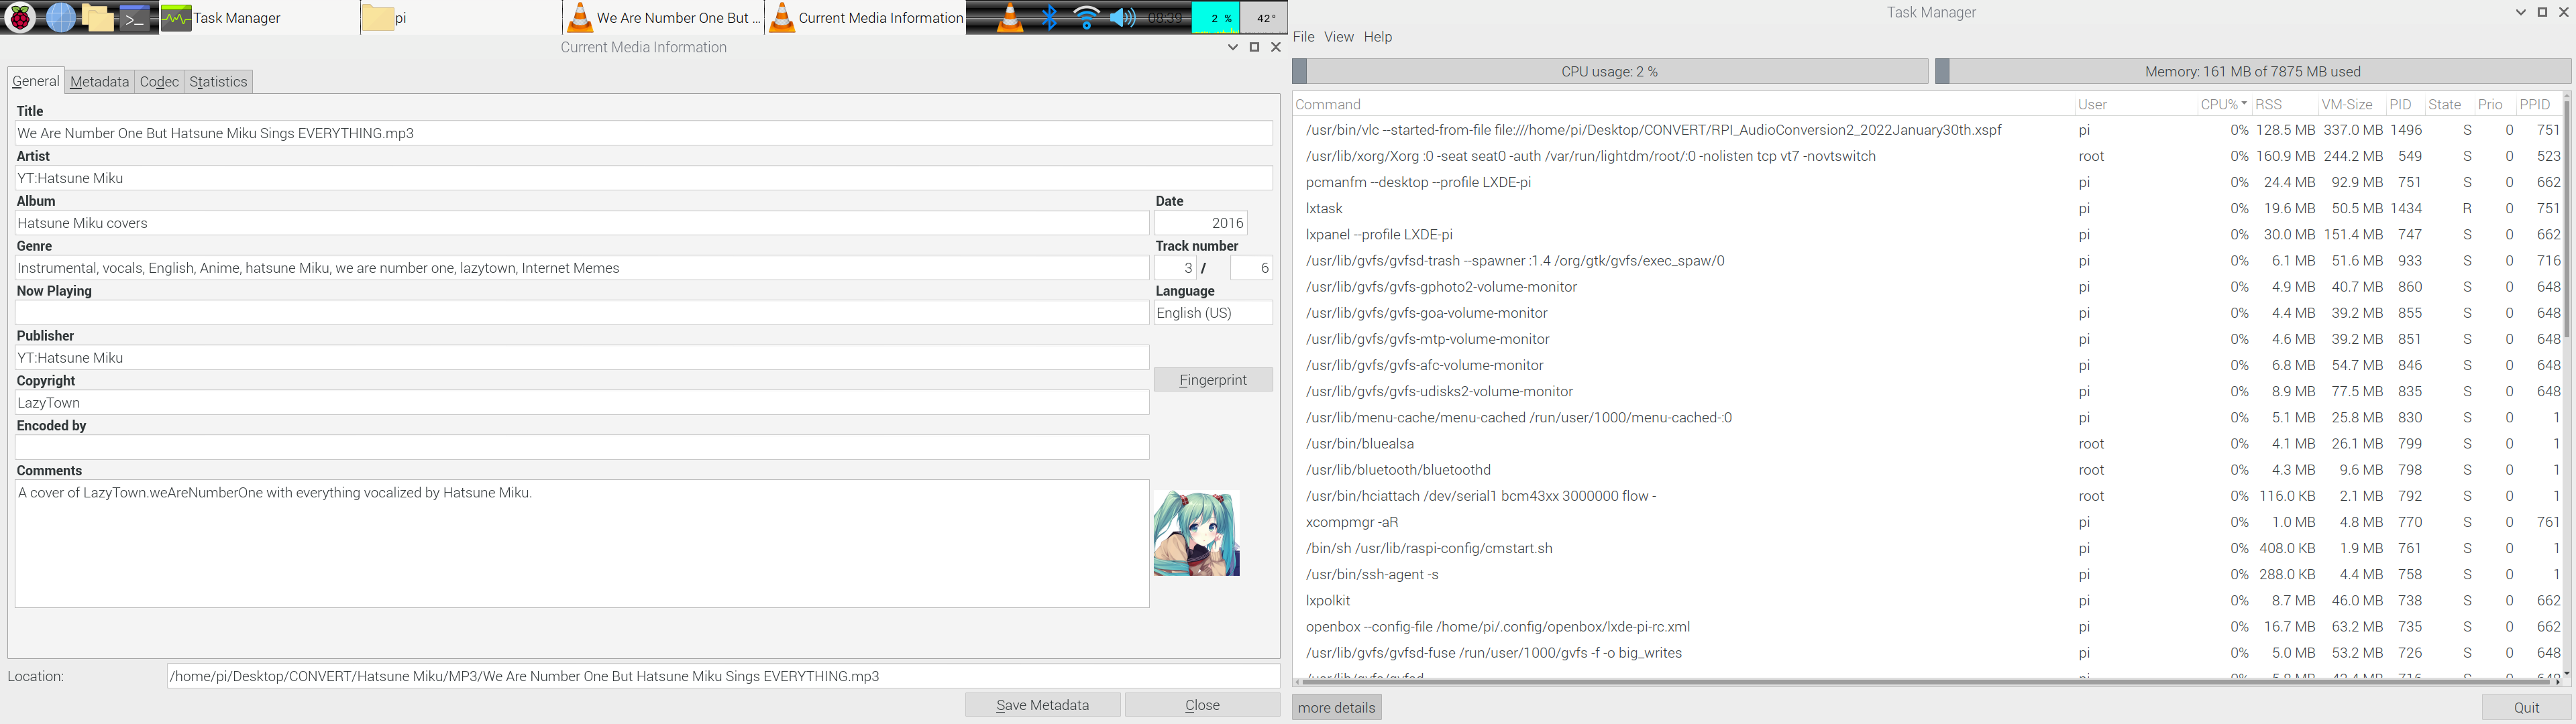 Task Manager
pi
We Are Number One But ...
Current Media Information
08:39
2 %
42°
Current Media Information
General Metadata Codec Statistics
Title
We Are Number One But Hatsune Miku Sings EVERYTHING.mp3
Artist
YT:Hatsune Miku
Album Date
Hatsune Miku covers 2016
Genre Track number
Instrumental, vocals, English, Anime, hatsune Miku, we are number one, lazytown, Internet Memes 3 / 6
Now Playing Language
English (US)
Publisher
YT:Hatsune Miku
Copyright Fingerprint
LazyTown
Encoded by
Comments
A cover of LazyTown.weAreNumberOne with everything vocalized by Hatsune Miku.
Location: /home/pi/Desktop/CONVERT/Hatsune Miku/MP3/We Are Number One But Hatsune Miku Sings EVERYTHING.mp3
Save Metadata Close
Task Manager
File View Help
CPU usage: 2 % Memory: 161 MB of 7875 MB used
Command User CPU% RSS VM-Size PID State Prio PPID
/usr/bin/vlc --started-from-file file:///home/pi/Desktop/CONVERT/RPI_AudioConversion2_2022January30th.xspf pi 0% 128.5 MB 337.0 MB 1496 S 0 751
/usr/lib/xorg/Xorg :0 -seat seat0 -auth /var/run/lightdm/root/:0 -nolisten tcp vt7 -novtswitch root 0% 160.9 MB 244.2 MB 549 S 0 523
pcmanfm --desktop --profile LXDE-pi pi 0% 24.4 MB 92.9 MB 751 S 0 662
lxtask pi 0% 19.6 MB 50.5 MB 1434 R 0 751
lxpanel --profile LXDE-pi pi 0% 30.0 MB 151.4 MB 747 S 0 662
/usr/lib/gvfs/gvfsd-trash --spawner :1.4 /org/gtk/gvfs/exec_spaw/0 pi 0% 6.1 MB 51.6 MB 933 S 0 716
/usr/lib/gvfs/gvfs-gphoto2-volume-monitor pi 0% 4.9 MB 40.7 MB 860 S 0 648
/usr/lib/gvfs/gvfs-goa-volume-monitor pi 0% 4.4 MB 39.2 MB 855 S 0 648
/usr/lib/gvfs/gvfs-mtp-volume-monitor pi 0% 4.6 MB 39.2 MB 851 S 0 648
/usr/lib/gvfs/gvfs-afc-volume-monitor pi 0% 6.8 MB 54.7 MB 846 S 0 648
/usr/lib/gvfs/gvfs-udisks2-volume-monitor pi 0% 8.9 MB 77.5 MB 835 S 0 648
/usr/lib/menu-cache/menu-cached /run/user/1000/menu-cached-:0 pi 0% 5.1 MB 25.8 MB 830 S 0 1
/usr/bin/bluealsa root 0% 4.1 MB 26.1 MB 799 S 0 1
/usr/lib/bluetooth/bluetoothd root 0% 4.3 MB 9.6 MB 798 S 0 1
/usr/bin/hciattach /dev/serial1 bcm43xx 3000000 flow - root 0% 116.0 KB 2.1 MB 792 S 0 1
xcompmgr -aR pi 0% 1.0 MB 4.8 MB 770 S 0 761
/bin/sh /usr/lib/raspi-config/cmstart.sh pi 0% 408.0 KB 1.9 MB 761 S 0 1
/usr/bin/ssh-agent -s pi 0% 288.0 KB 4.4 MB 758 S 0 1
lxpolkit pi 0% 8.7 MB 46.0 MB 738 S 0 662
openbox --config-file /home/pi/.config/openbox/lxde-pi-rc.xml pi 0% 16.7 MB 63.2 MB 735 S 0 662
/usr/lib/gvfs/gvfsd-fuse /run/user/1000/gvfs -f -o big_writes pi 0% 5.0 MB 53.2 MB 726 S 0 648
/usr/lib/gvfs/gvfsd
more details Quit